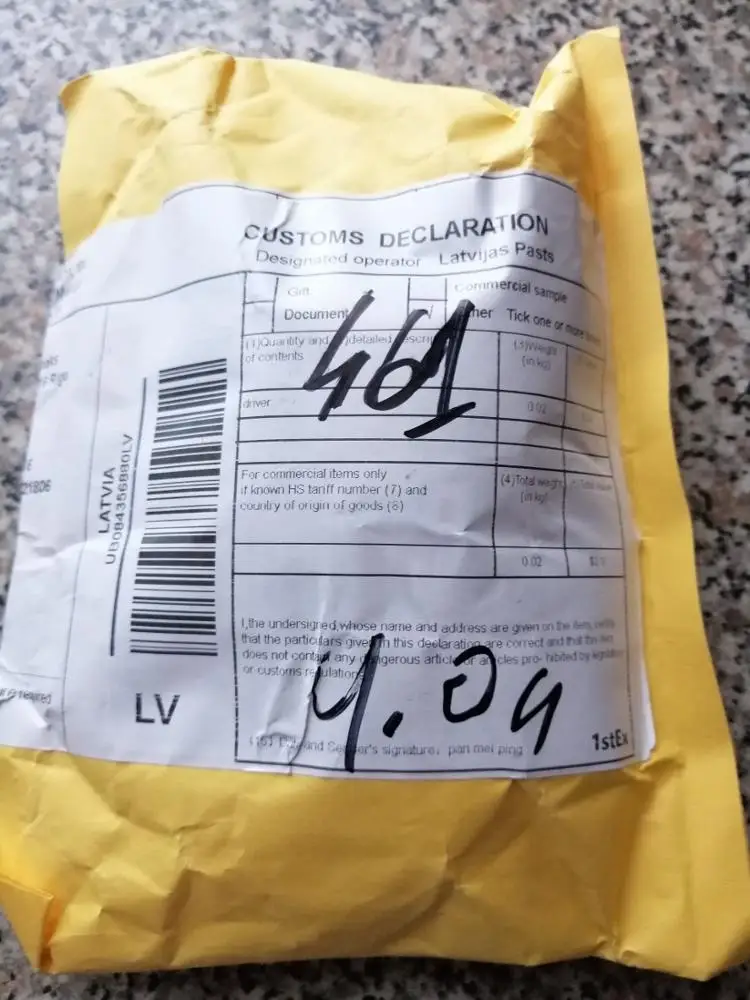 CUSTOMS DECLARATION
Designated operator Latvijas Pasts
Gift Commercial sample
Document Tick one or more
(1)Quantity and detailed
of contents
(3)Weight
(in kg)
driver 0.02
461
For commercial items only
if known HS tariff number (7) and
country of origin of goods (8)
(4)Total weight
(in kg)
0.02
I,the undersigned,whose name and address are given on the item,
that the particulars given in this declaration are correct and that
does not contain any dangerous article or articles pro- hibited by
or customs regulations
4.09
and Sender's signature, pan mei ping
1stEx
LATVIA
UB084356880LV
LV
21806